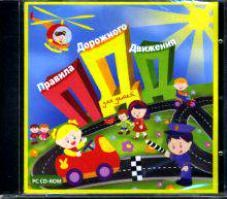 Правила
Дорожного
Движения
ПДД
для детей
PC CD-ROM